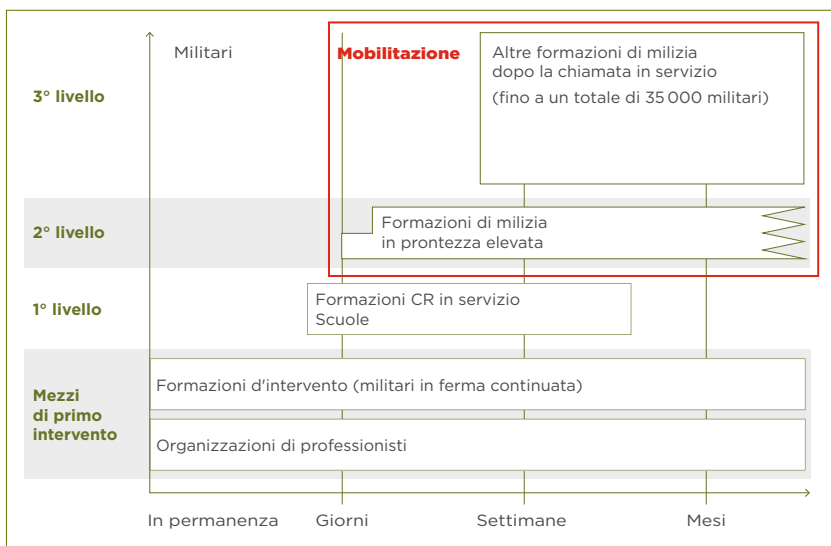 Militari
Mobilitazione
Altre formazioni di milizia
dopo la chiamata in servizio
(fino a un totale di 35 000 militari)
3° livello
2° livello
Formazioni di milizia
in prontezza elevata
1° livello
Formazioni CR in servizio
Scuole
Mezzi
di primo
intervento
Formazioni d'intervento (militari in ferma continuata)
Organizzazioni di professionisti
In permanenza
Giorni
Settimane
Mesi